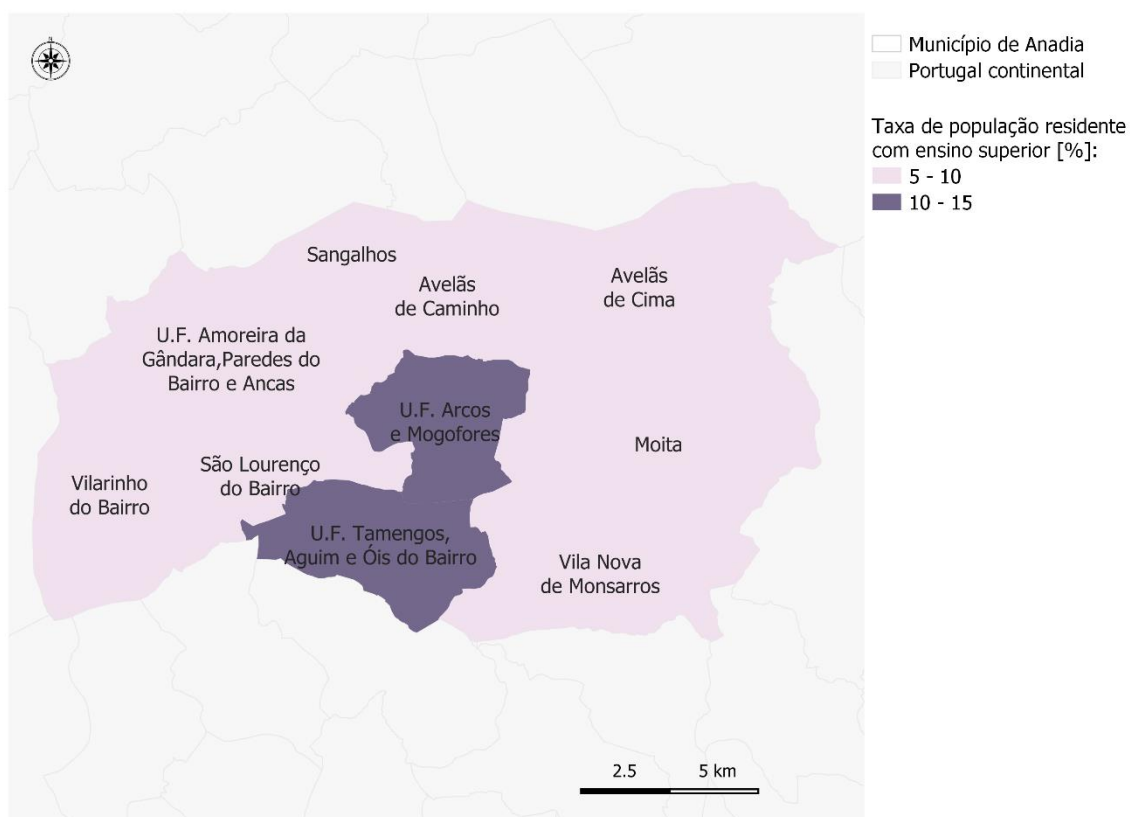 N
Município de Anadia
Portugal continental
Taxa de população residente
com ensino superior [%]:
5 - 10
10 - 15
Sangalhos
Avelãs
de Caminho
Avelãs
de Cima
U.F. Amoreira da
Gândara,Paredes do
Bairro e Ancas
U.F. Arcos
e Mogofores
Moita
São Lourenço
do Bairro
Vilarinho
do Bairro
U.F. Tamengos,
Aguim e Óis do Bairro
Vila Nova
de Monsarros
2.5 5 km